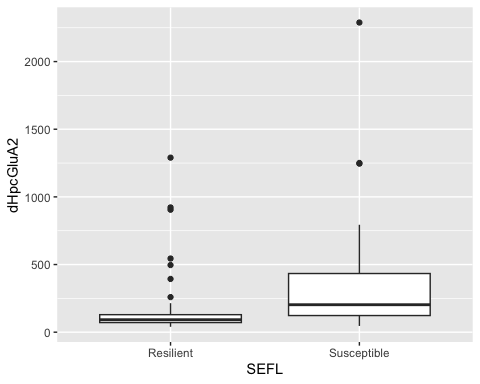 dHpcGluA2
2000
1500
1000
500
0
Resilient
Susceptible
SEFL